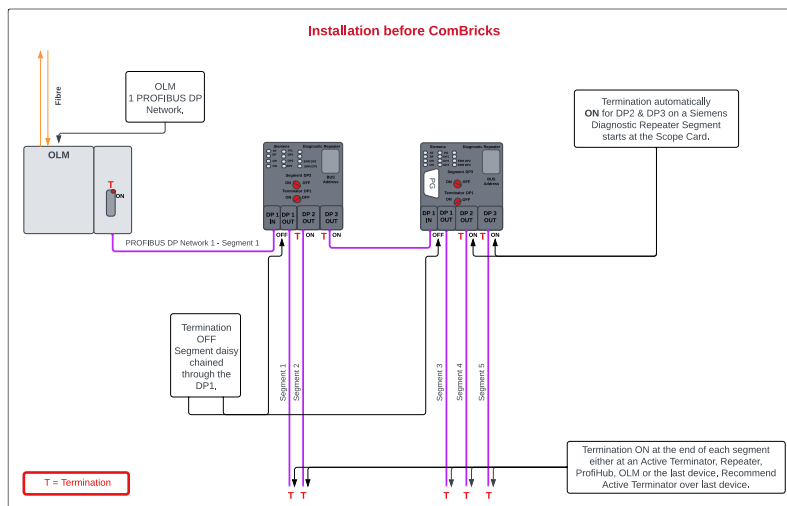 Installation before ComBricks
Fibre
OLM
1 PROFIBUS DP
Network,
OLM
T
ON
PROFIBUS DP Network 1 - Segment 1
Siemens
Diagnostic Repeater
Segment DP3
ON
OFF
Terminator DP1
ON
OFF
BUS
Address
DP 1
IN
DP 1
OUT
DP 2
OUT
DP 3
OUT
OFF
T
ON
T
ON
Siemens
Diagnostic Repeater
PG
Segment DP3
ON
OFF
Terminator DP1
ON
OFF
BUS
Address
DP 1
IN
DP 1
OUT
DP 2
OUT
DP 3
OUT
OFF
T
ON
T
ON
Termination automatically
ON for DP2 & DP3 on a Siemens
Diagnostic Repeater Segment
starts at the Scope Card.
Termination
OFF
Segment daisy
chained
through the
DP1,
Segment 1
Segment 2
Segment 3
Segment 4
Segment 5
Termination ON at the end of each segment
either at an Active Terminator, Repeater,
ProfiHub, OLM or the last device, Recommend
Active Terminator over last device.
T = Termination
T
T
T
T
T